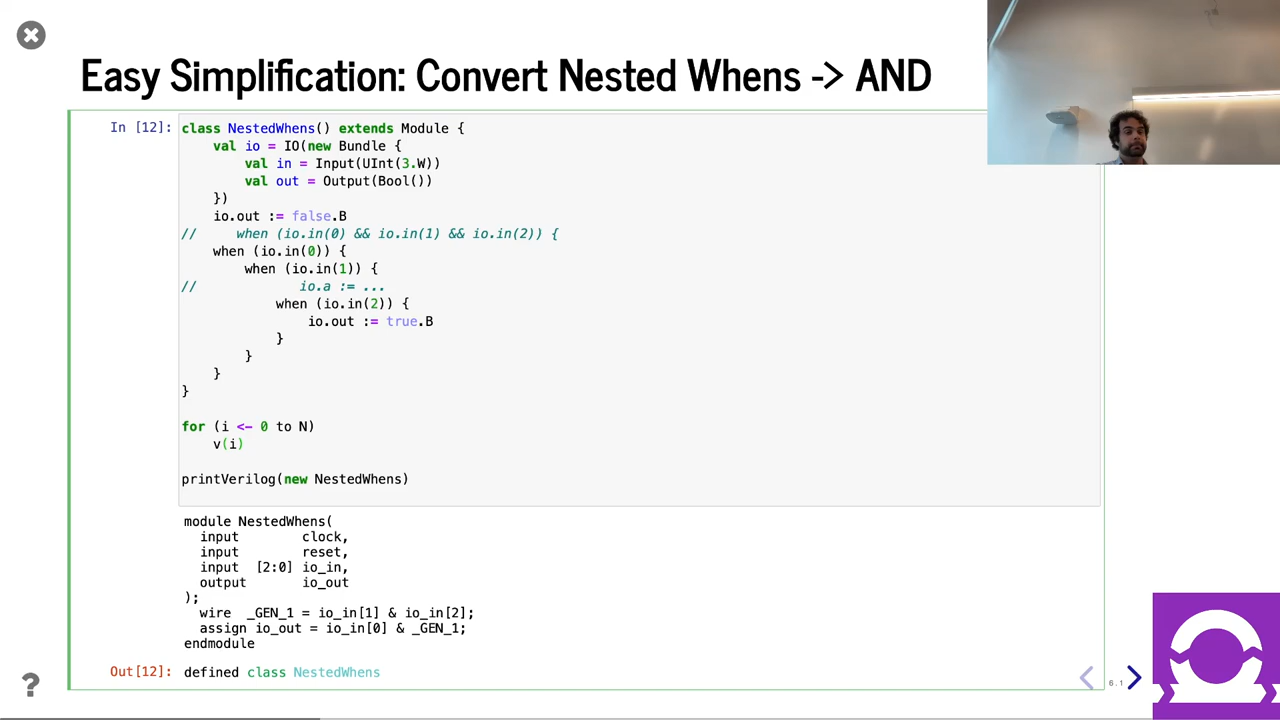 Easy Simplification: Convert Nested Whens -> AND
In [12]:
class NestedWhens() extends Module {
    val io = IO(new Bundle {
        val in = Input(UInt(3.W))
        val out = Output(Bool())
    })
    io.out := false.B
//     when (io.in(0) && io.in(1) && io.in(2)) {
    when (io.in(0)) {
        when (io.in(1)) {
//             io.a := ...
            when (io.in(2)) {
                io.out := true.B
            }
        }
    }
}
for (i <- 0 to N)
    v(i)
printVerilog(new NestedWhens)
module NestedWhens(
  input        clock,
  input        reset,
  input  [2:0] io_in,
  output       io_out
);
  wire  _GEN_1 = io_in[1] & io_in[2];
  assign io_out = io_in[0] & _GEN_1;
endmodule
Out[12]: defined class NestedWhens
?
6.1